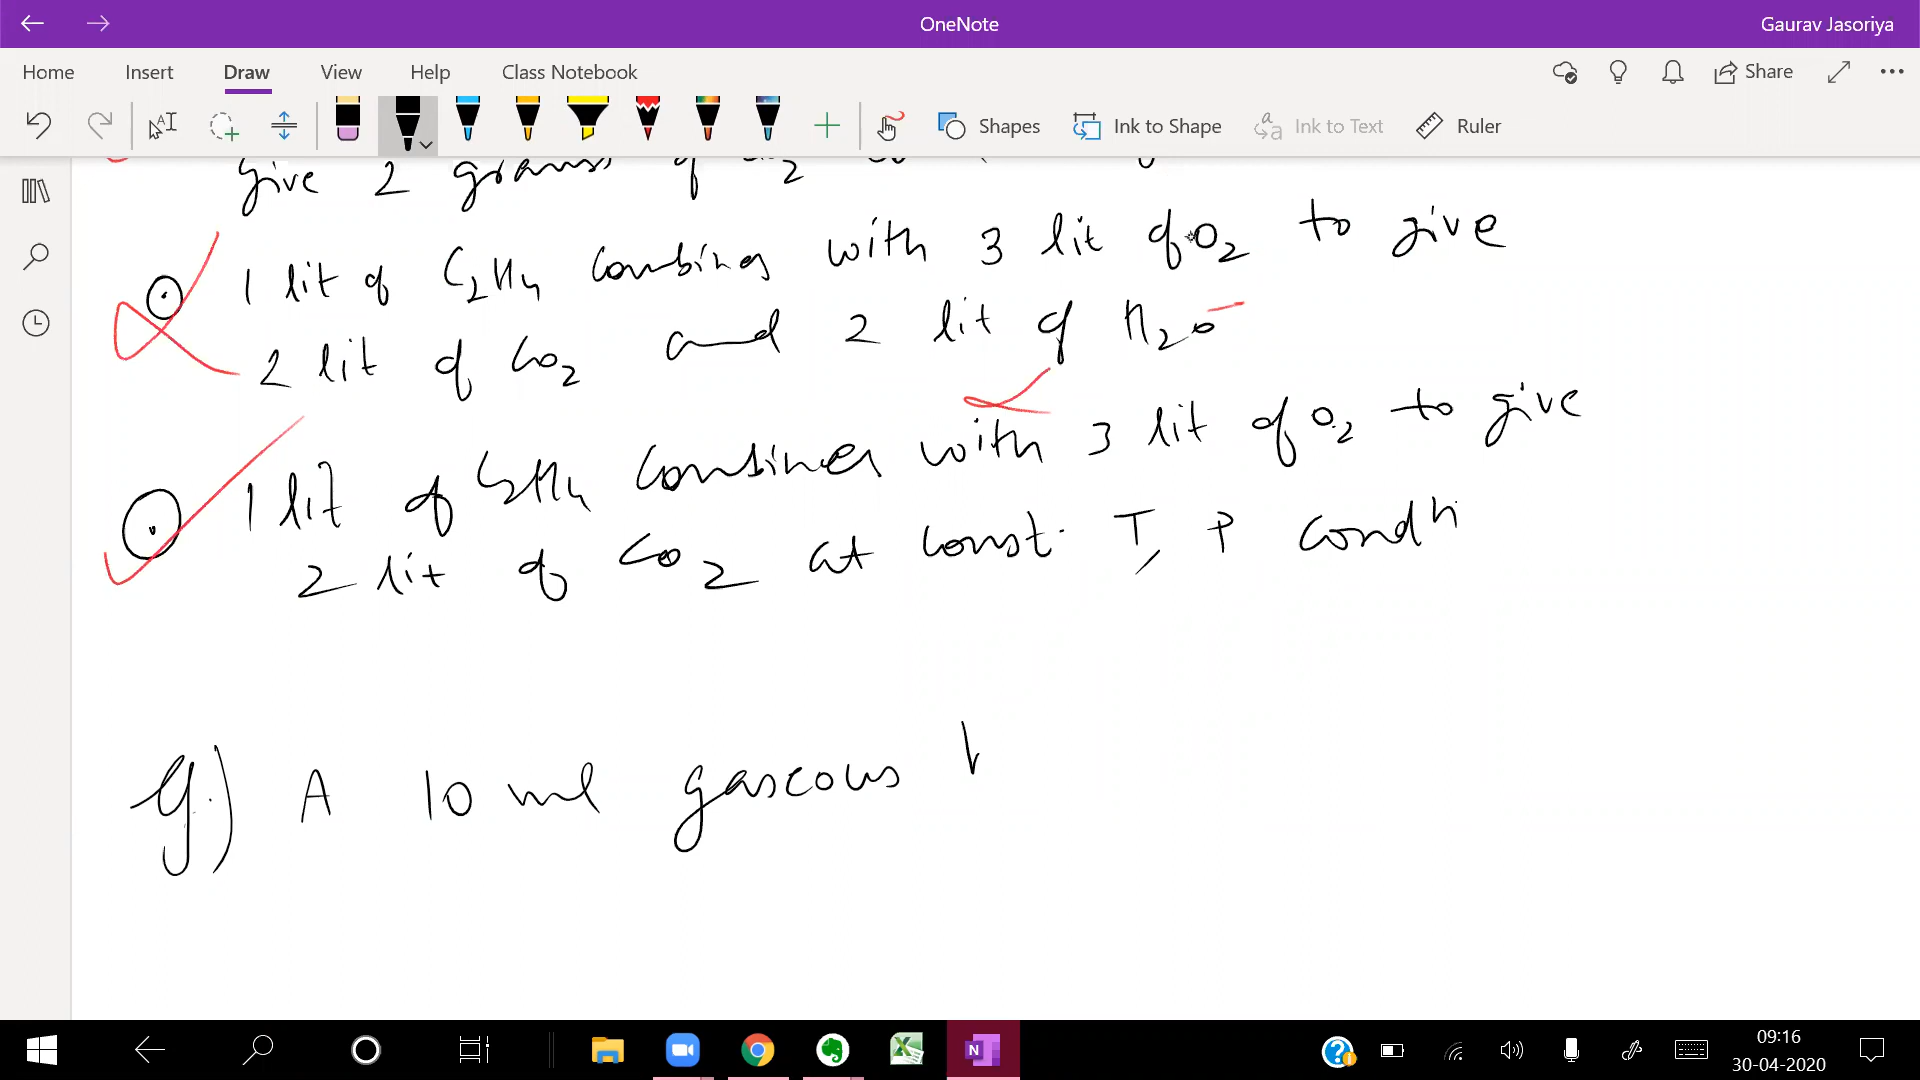 OneNote
Gaurav Jasoriya
Home Insert Draw View Help Class Notebook Share
Shapes Ink to Shape Ink to Text Ruler
give 2 grams of
1 lit of C2H4 combines with 3 lit of O2 to give
2 lit of CO2 and 2 lit of H2O
1 lit of C2H4 combines with 3 lit of O2 to give
2 lit of CO2 at const. T, P condn
A 10 ml gaseous
09:16
30-04-2020